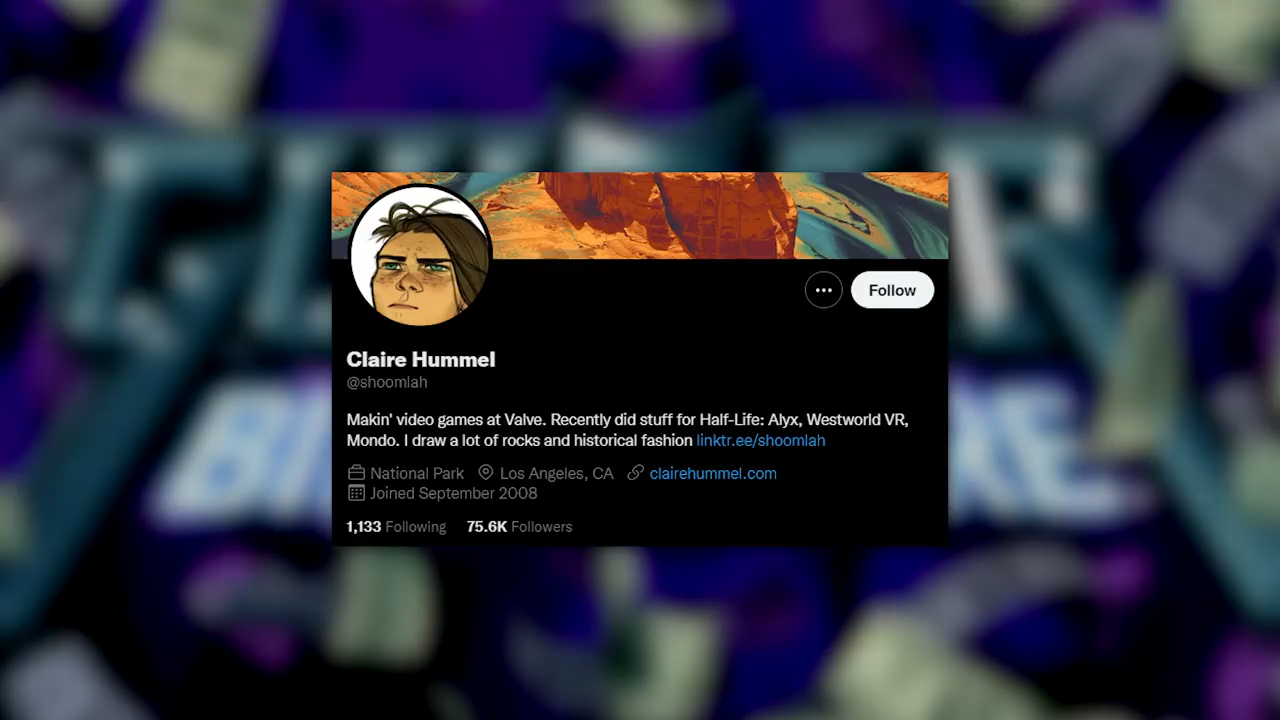 Follow
Claire Hummel
@shoomlah
Makin' video games at Valve. Recently did stuff for Half-Life: Alyx, Westworld VR,
Mondo. I draw a lot of rocks and historical fashion linktr.ee/shoomlah
National Park Los Angeles, CA clairehummel.com
Joined September 2008
1,133 Following 75.6K Followers